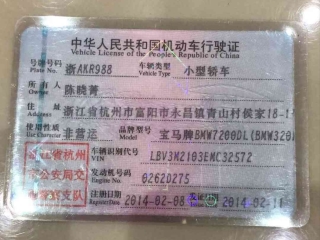 中华人民共和国机动车行驶证
Vehicle License of the People's Republic of China
号牌号码 Plate No. 浙AKR988 车辆类型 Vehicle Type 小型轿车
所有人 Owner 陈晓菁
住址 Address 浙江省杭州市富阳市永昌镇青山村侯家18-1
使用性质 Use Character 非营运 品牌型号 Model 宝马牌BMW7200DL(BMW320
浙江省杭州
市公安局交
警察支队
车辆识别代号 VIN LBV3M2103EMC32572
发动机号码 Engine No. 02620275
注册日期 Register Date 2014-02-08 发证日期 2014-02-11